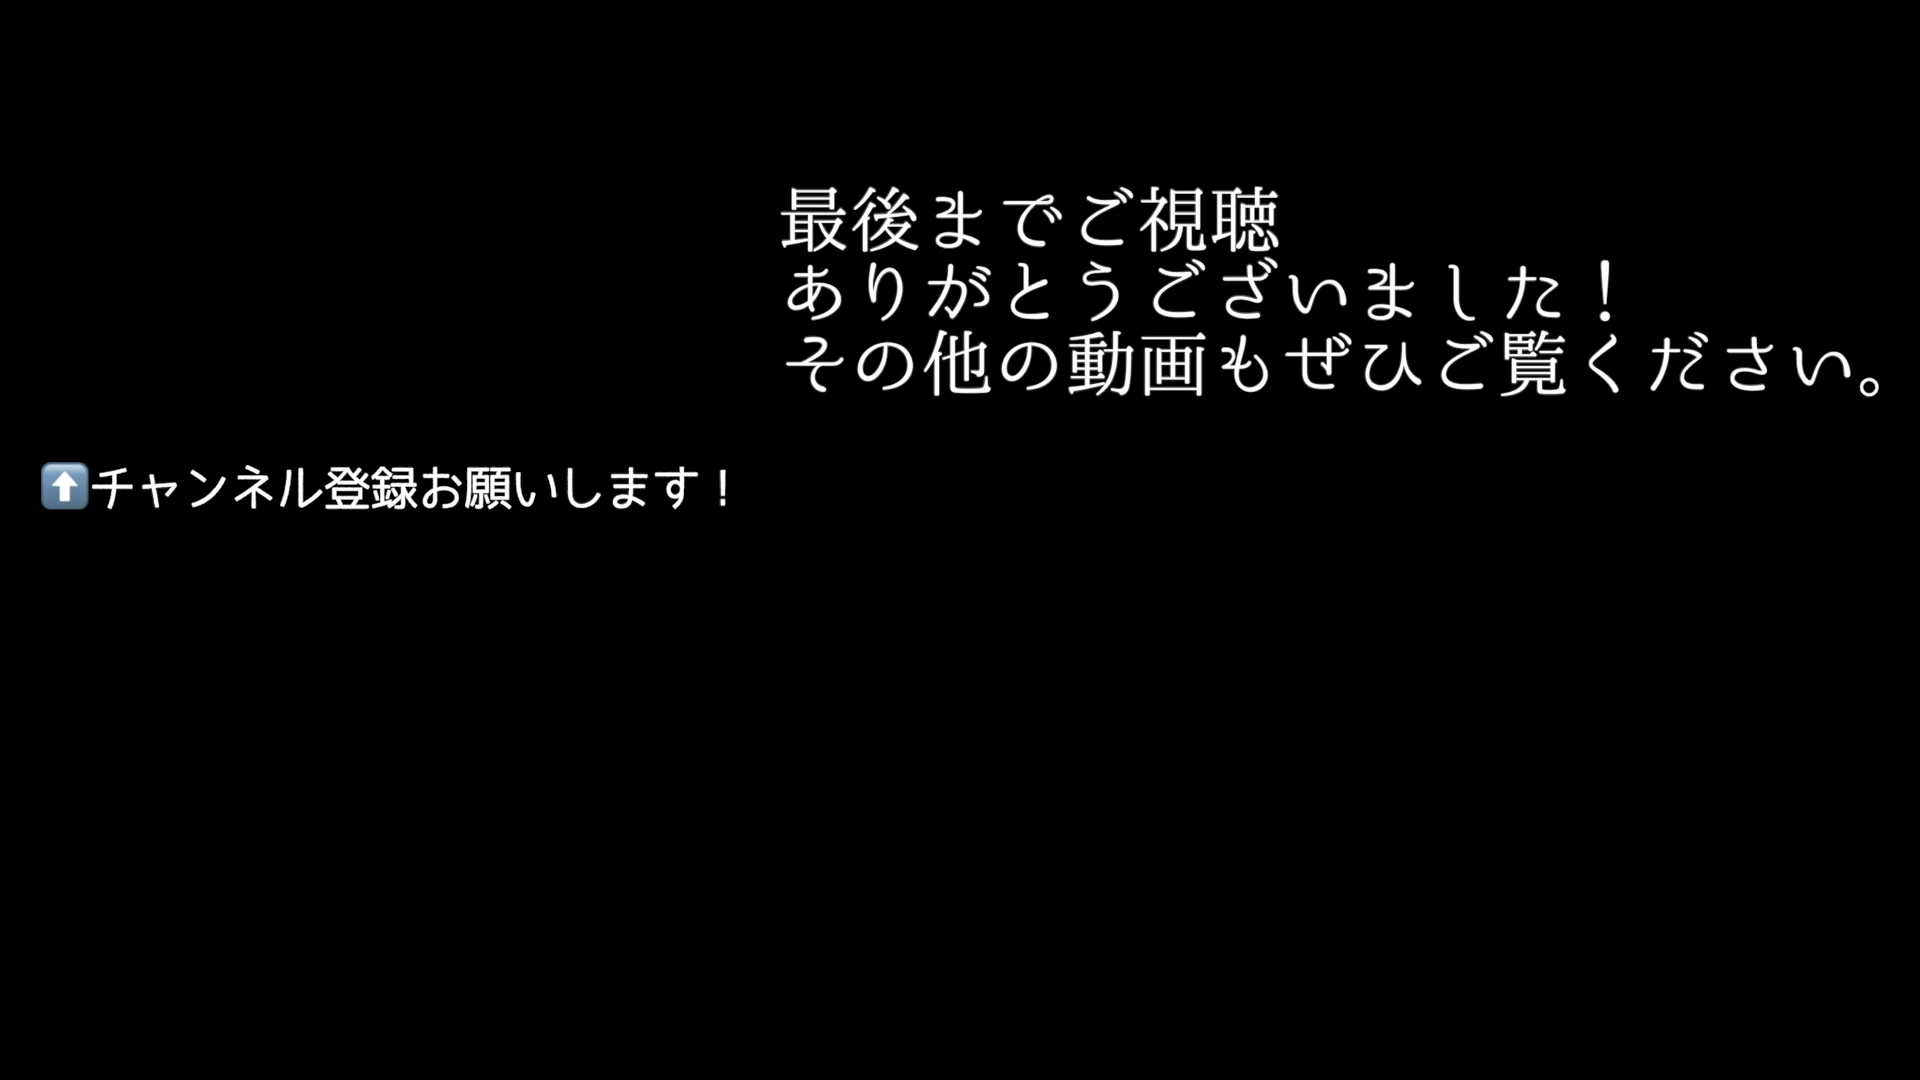 最後までご視聴
ありがとうございました！
その他の動画もぜひご覧ください。
⬆️チャンネル登録お願いします！